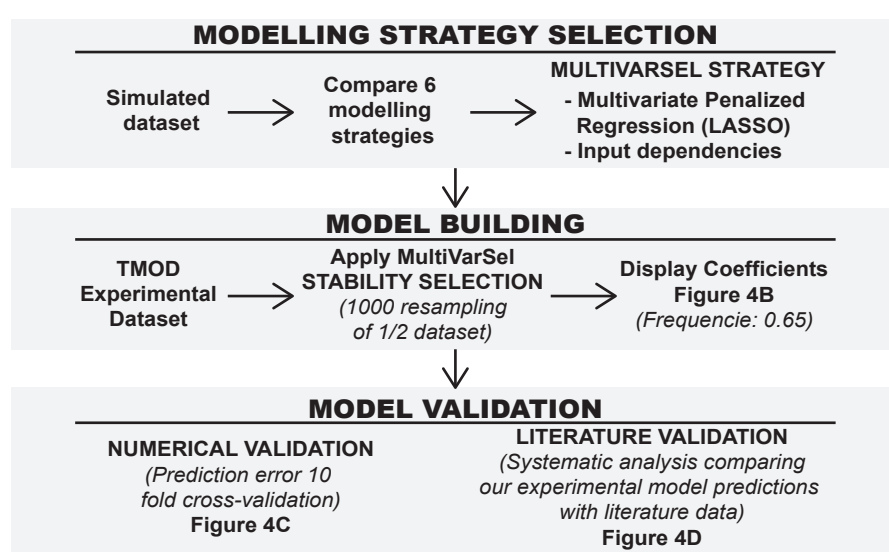 MODELLING STRATEGY SELECTION
Simulated
dataset
Compare 6
modelling
strategies
MULTIVARSEL STRATEGY
- Multivariate Penalized
Regression (LASSO)
- Input dependencies
MODEL BUILDING
TMOD
Experimental
Dataset
Apply MultiVarSel
STABILITY SELECTION
(1000 resampling
of 1/2 dataset)
Display Coefficients
Figure 4B
(Frequencie: 0.65)
MODEL VALIDATION
NUMERICAL VALIDATION
(Prediction error 10
fold cross-validation)
Figure 4C
LITERATURE VALIDATION
(Systematic analysis comparing
our experimental model predictions
with literature data)
Figure 4D